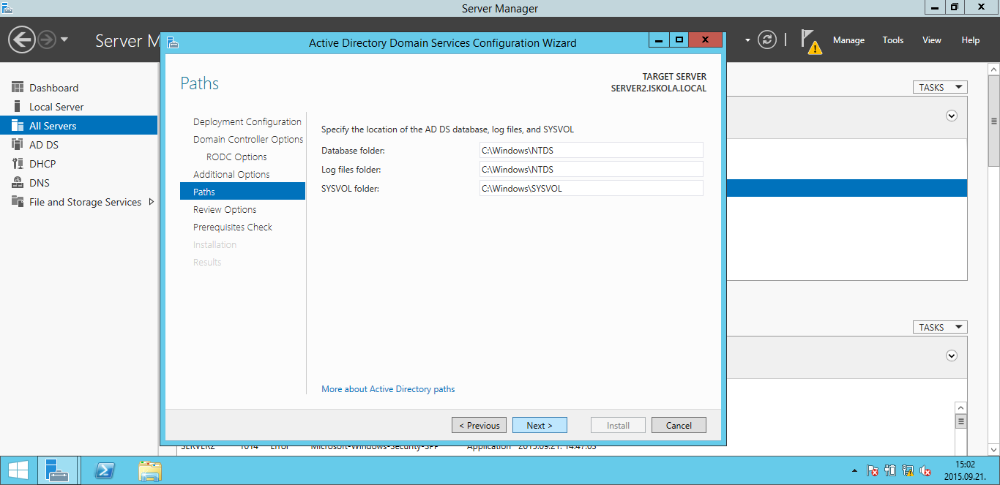 Server Manager
Server M
Manage
Tools
View
Help
Dashboard
Local Server
All Servers
AD DS
DHCP
DNS
File and Storage Services
Active Directory Domain Services Configuration Wizard
Paths
TARGET SERVER
SERVER2.ISKOLA.LOCAL
Deployment Configuration
Domain Controller Options
RODC Options
Additional Options
Paths
Review Options
Prerequisites Check
Installation
Results
Specify the location of the AD DS database, log files, and SYSVOL
Database folder: C:\Windows\NTDS
Log files folder: C:\Windows\NTDS
SYSVOL folder: C:\Windows\SYSVOL
More about Active Directory paths
< Previous
Next >
Install
Cancel
TASKS
TASKS
SERVER2 1014 Error Microsoft-Windows-Security-SPP Application 2015.09.21. 14:47:05
15:02
2015.09.21.